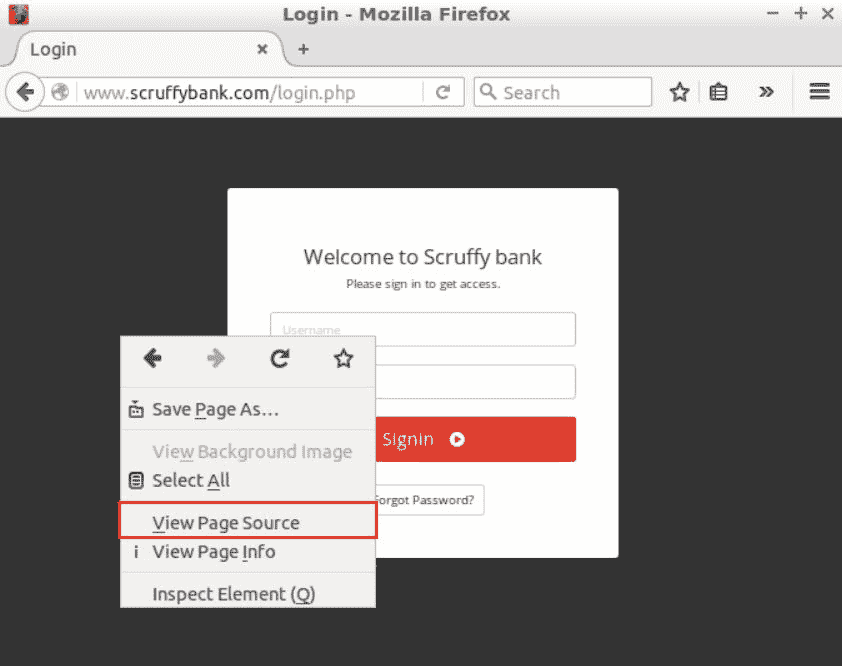 Login - Mozilla Firefox
Login
www.scruffybank.com/login.php
Search
Welcome to Scruffy bank
Please sign in to get access.
Username
Save Page As...
Signin
View Background Image
Select All
Forgot Password?
View Page Source
View Page Info
Inspect Element (Q)